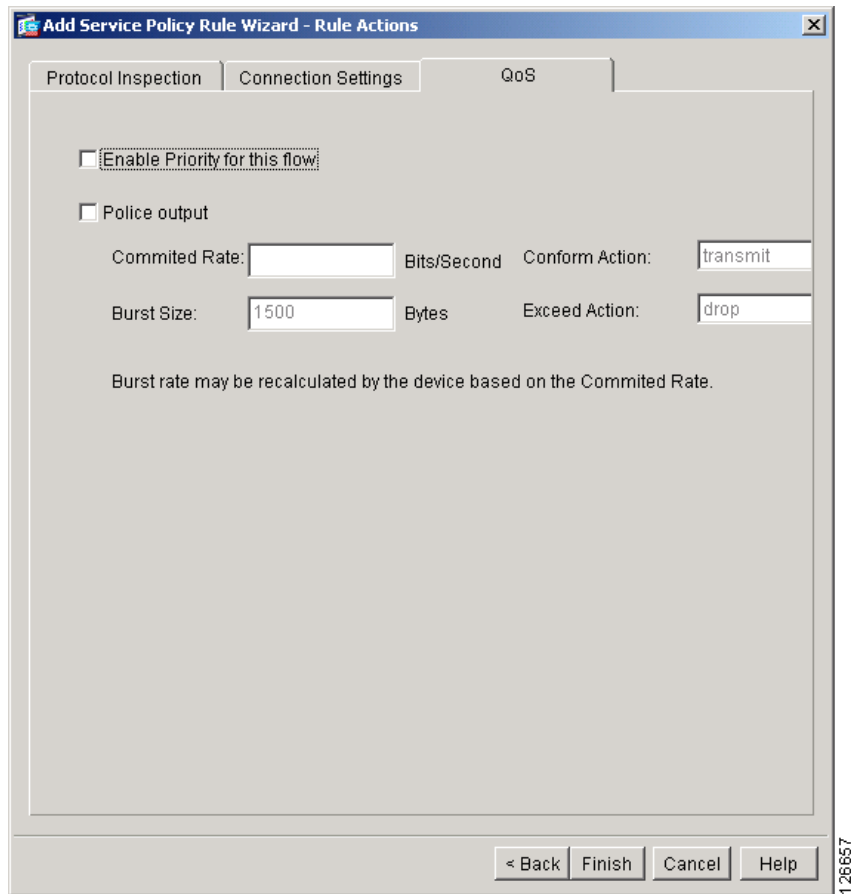 Add Service Policy Rule Wizard - Rule Actions
Protocol Inspection
Connection Settings
QoS
Enable Priority for this flow
Police output
Commited Rate: Bits/Second Conform Action: transmit
Burst Size: 1500 Bytes Exceed Action: drop
Burst rate may be recalculated by the device based on the Commited Rate.
< Back Finish Cancel Help
126657